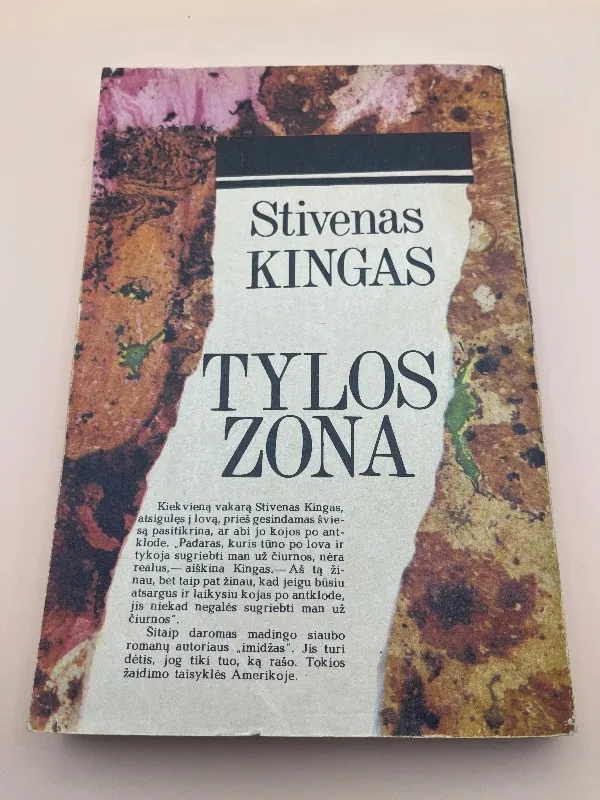 Stivenas
KINGAS
TYLOS
ZONA
Kiekvieną vakarą Stivenas Kingas,
atsigulęs į lovą, prieš gesindamas švie-
są pasitikrina, ar abi jo kojos po ant-
klode. „Padaras, kuris tūno po lova ir
tykoja sugriebti man už čiurnos, nėra
realus,— aiškina Kingas.— Aš tą ži-
nau, bet taip pat žinau, kad jeigu būsiu
atsargus ir laikysiu kojas po antklode,
jis niekad negalės sugriebti man už
čiurnos".
Šitaip daromas madingo siaubo
romanų autoriaus „imidžas". Jis turi
dėtis, jog tiki tuo, ką rašo. Tokios
žaidimo taisyklės Amerikoje.